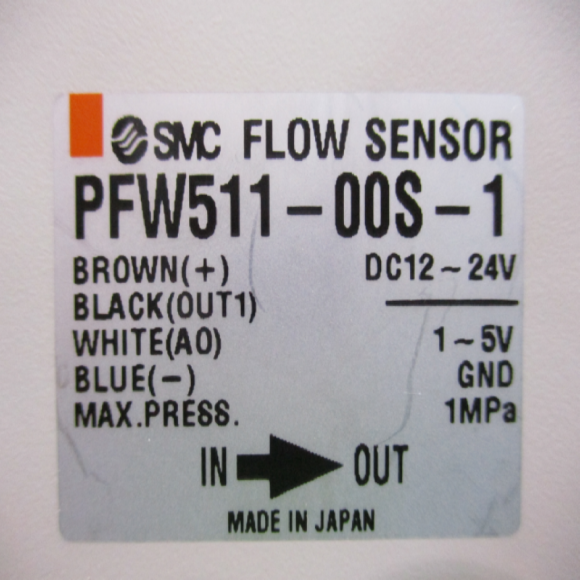 SMC FLOW SENSOR
PFW511-00S-1
BROWN(+) DC12~24V
BLACK(OUT1)
WHITE(AO) 1~5V
BLUE(-) GND
MAX.PRESS. 1MPa
IN OUT
MADE IN JAPAN